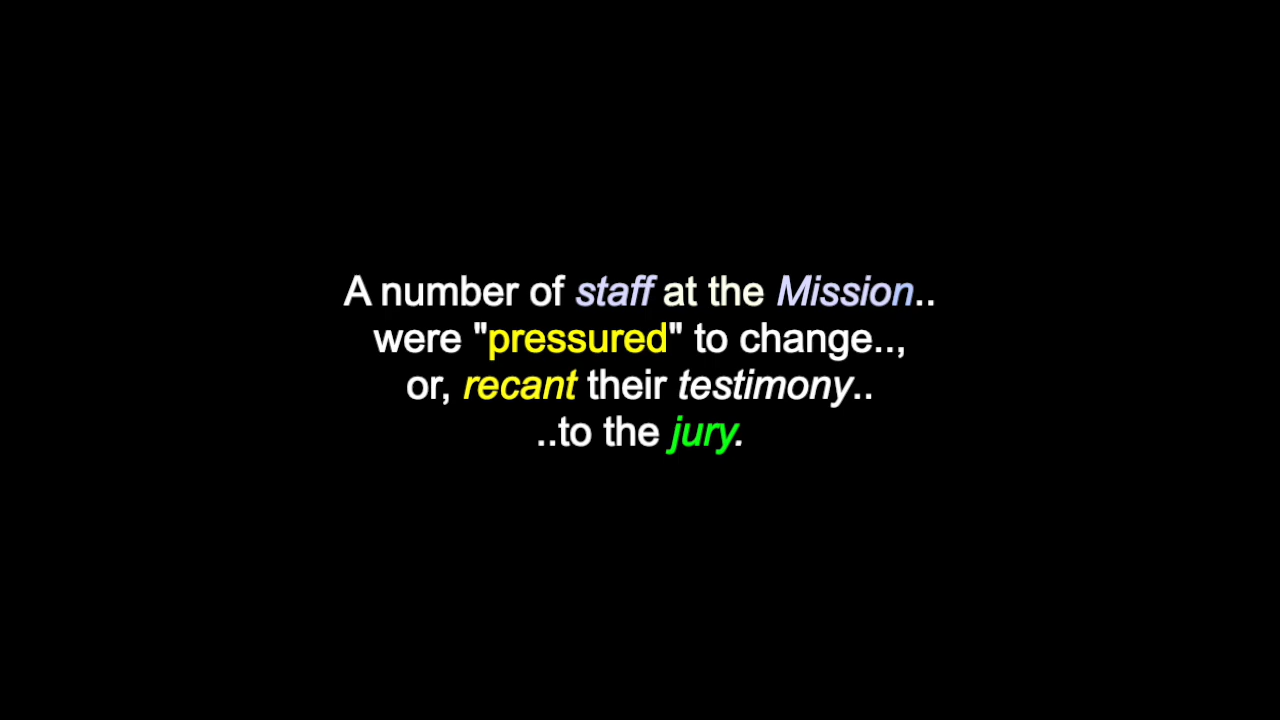 A number of staff at the Mission..
were "pressured" to change..,
or, recant their testimony..
..to the jury.